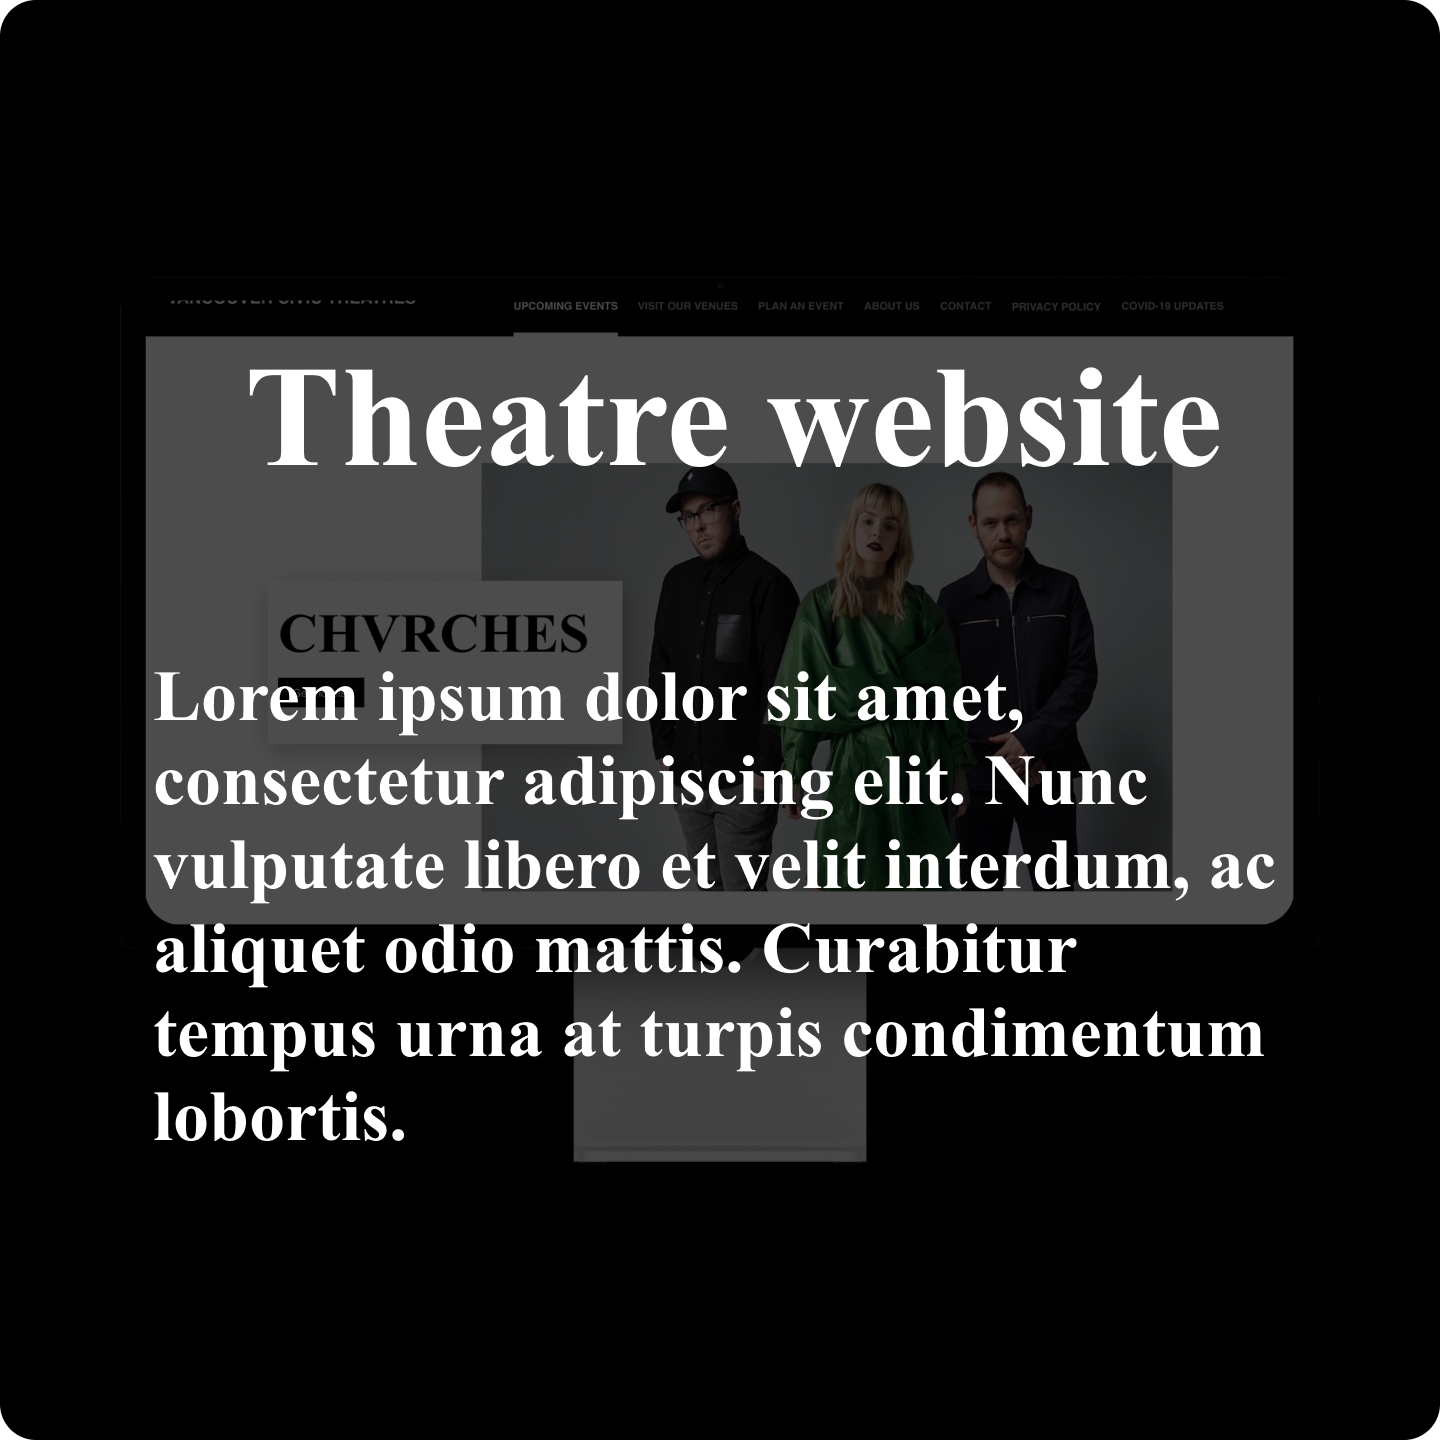 UPCOMING EVENTS VISIT OUR VENUES PLAN AN EVENT ABOUT US CONTACT PRIVACY POLICY COVID-19 UPDATES
Theatre website
CHVRCHES
Lorem ipsum dolor sit amet,
consectetur adipiscing elit. Nunc
vulputate libero et velit interdum, ac
aliquet odio mattis. Curabitur
tempus urna at turpis condimentum
lobortis.